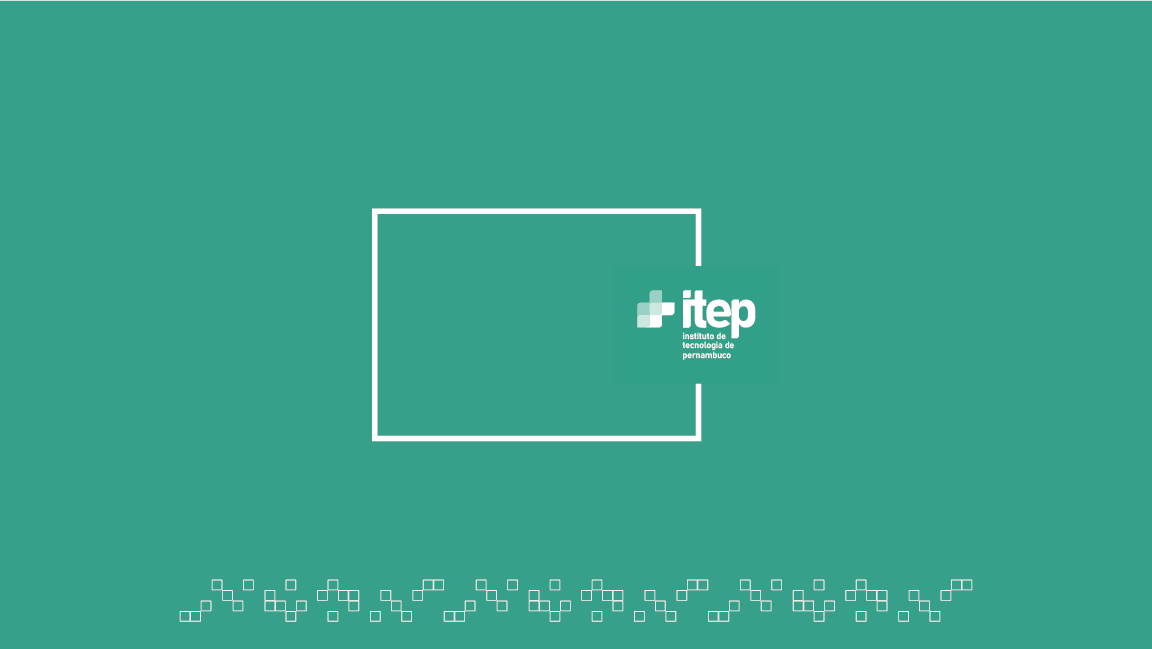 itep
instituto de
tecnologia de
pernambuco